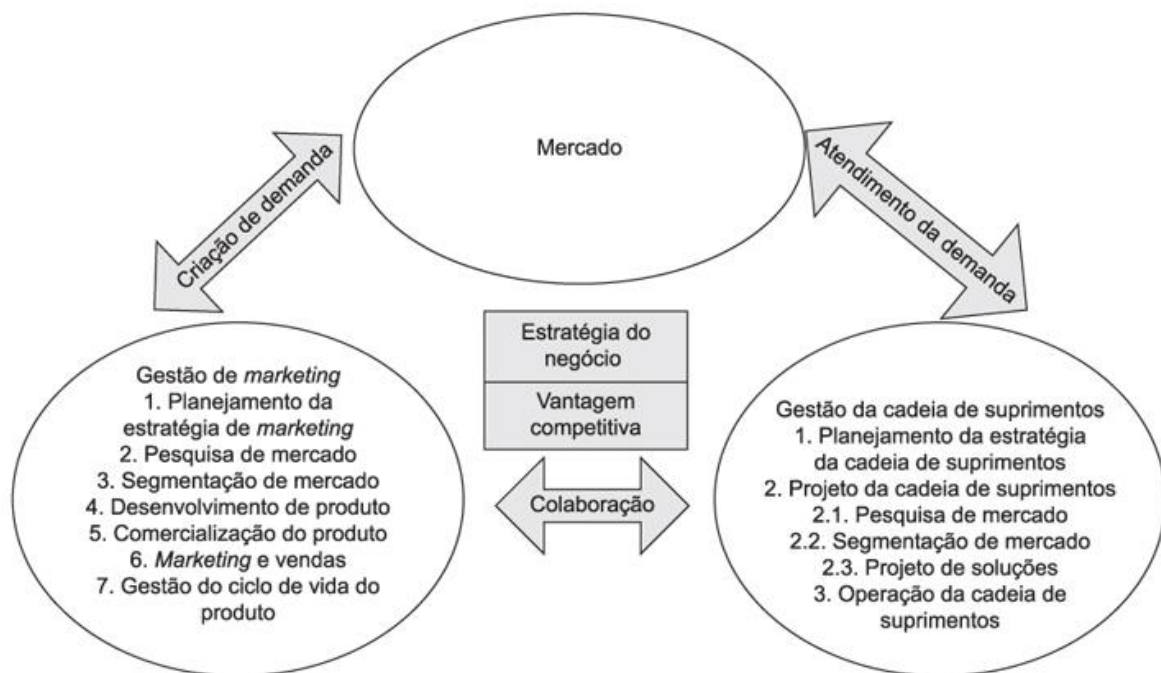 Mercado
Criação de demanda
Atendimento da demanda
Estratégia do
negócio
Vantagem
competitiva
Colaboração
Gestão de marketing
1. Planejamento da
estratégia de marketing
2. Pesquisa de mercado
3. Segmentação de mercado
4. Desenvolvimento de produto
5. Comercialização do produto
6. Marketing e vendas
7. Gestão do ciclo de vida do
produto
Gestão da cadeia de suprimentos
1. Planejamento da estratégia
da cadeia de suprimentos
2. Projeto da cadeia de suprimentos
2.1. Pesquisa de mercado
2.2. Segmentação de mercado
2.3. Projeto de soluções
3. Operação da cadeia de
suprimentos